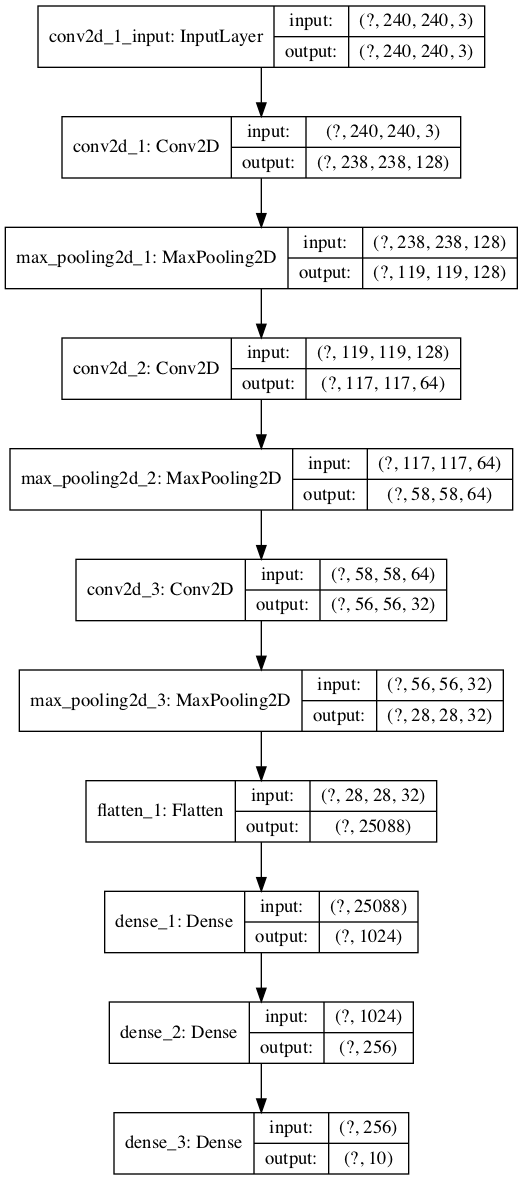 conv2d_1_input: InputLayer
input: (?, 240, 240, 3)
output: (?, 240, 240, 3)
conv2d_1: Conv2D
input: (?, 240, 240, 3)
output: (?, 238, 238, 128)
max_pooling2d_1: MaxPooling2D
input: (?, 238, 238, 128)
output: (?, 119, 119, 128)
conv2d_2: Conv2D
input: (?, 119, 119, 128)
output: (?, 117, 117, 64)
max_pooling2d_2: MaxPooling2D
input: (?, 117, 117, 64)
output: (?, 58, 58, 64)
conv2d_3: Conv2D
input: (?, 58, 58, 64)
output: (?, 56, 56, 32)
max_pooling2d_3: MaxPooling2D
input: (?, 56, 56, 32)
output: (?, 28, 28, 32)
flatten_1: Flatten
input: (?, 28, 28, 32)
output: (?, 25088)
dense_1: Dense
input: (?, 25088)
output: (?, 1024)
dense_2: Dense
input: (?, 1024)
output: (?, 256)
dense_3: Dense
input: (?, 256)
output: (?, 10)